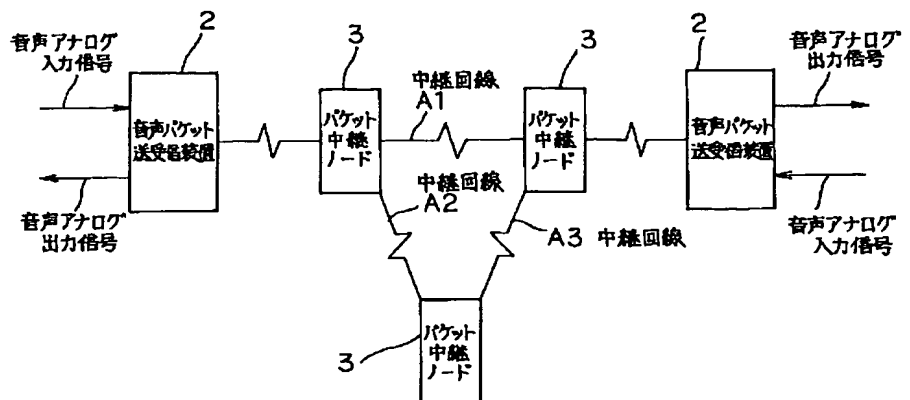 音声アナログ
入力信号
2
音声パケット
送受信装置
音声アナログ
出力信号
3
パケット
中継
ノード
中継回線
A1
中継回線
A2
3
パケット
中継
ノード
A3 中継回線
3
パケット
中継
ノード
2
音声パケット
送受信装置
音声アナログ
出力信号
音声アナログ
入力信号